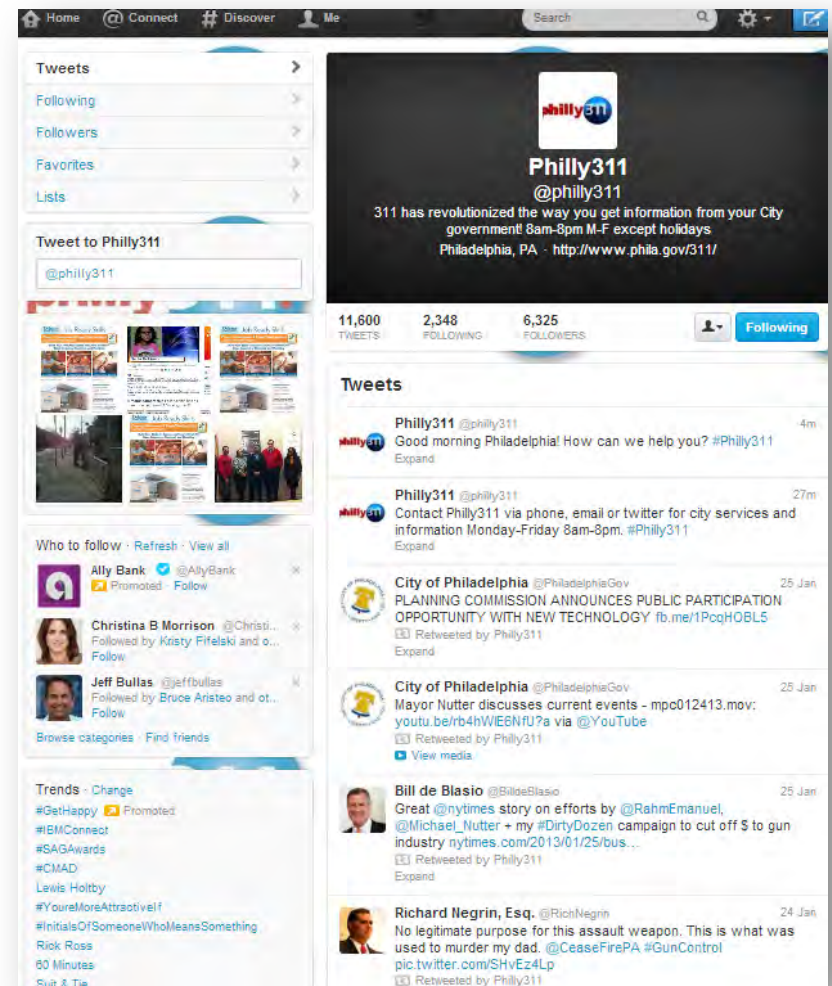 Home @ Connect # Discover Me Search
Tweets
Following
Followers
Favorites
Lists
Tweet to Philly311
@philly311
Who to follow · Refresh · View all
Ally Bank @AllyBank
Promoted · Follow
Christina B Morrison @Christi...
Followed by Kristy Fifelski and o...
Follow
Jeff Bullas @jeffbullas
Followed by Bruce Aristeo and ot...
Follow
Browse categories · Find friends
Trends · Change
#GetHappy Promoted
#IBMConnect
#SAGAwards
#CMAD
Lewis Holtby
#YoureMoreAttractiveIf
#InitialsOfSomeoneWhoMeansSomething
Rick Ross
60 Minutes
Suit & Tie
philly311
Philly311
@philly311
311 has revolutionized the way you get information from your City
government! 8am-8pm M-F except holidays
Philadelphia, PA · http://www.phila.gov/311/
11,600 2,348 6,325
TWEETS FOLLOWING FOLLOWERS
Following
Tweets
Philly311 @philly311 4m
philly311 Good morning Philadelphia! How can we help you? #Philly311
Expand
Philly311 @philly311 27m
philly311 Contact Philly311 via phone, email or twitter for city services and
information Monday-Friday 8am-8pm. #Philly311
Expand
City of Philadelphia @PhiladelphiaGov 25 Jan
PLANNING COMMISSION ANNOUNCES PUBLIC PARTICIPATION
OPPORTUNITY WITH NEW TECHNOLOGY fb.me/1PcqHOBL5
Retweeted by Philly311
Expand
City of Philadelphia @PhiladelphiaGov 25 Jan
Mayor Nutter discusses current events - mpc012413.mov:
youtu.be/rb4hWIE6NfU?a via @YouTube
Retweeted by Philly311
View media
Bill de Blasio @BilldeBlasio 25 Jan
Great @nytimes story on efforts by @RahmEmanuel,
@Michael_Nutter + my #DirtyDozen campaign to cut off $ to gun
industry nytimes.com/2013/01/25/bus...
Retweeted by Philly311
Expand
Richard Negrin, Esq. @RichNegrin 24 Jan
No legitimate purpose for this assault weapon. This is what was
used to murder my dad. @CeaseFirePA #GunControl
pic.twitter.com/SHvEz4Lp
Retweeted by Philly311